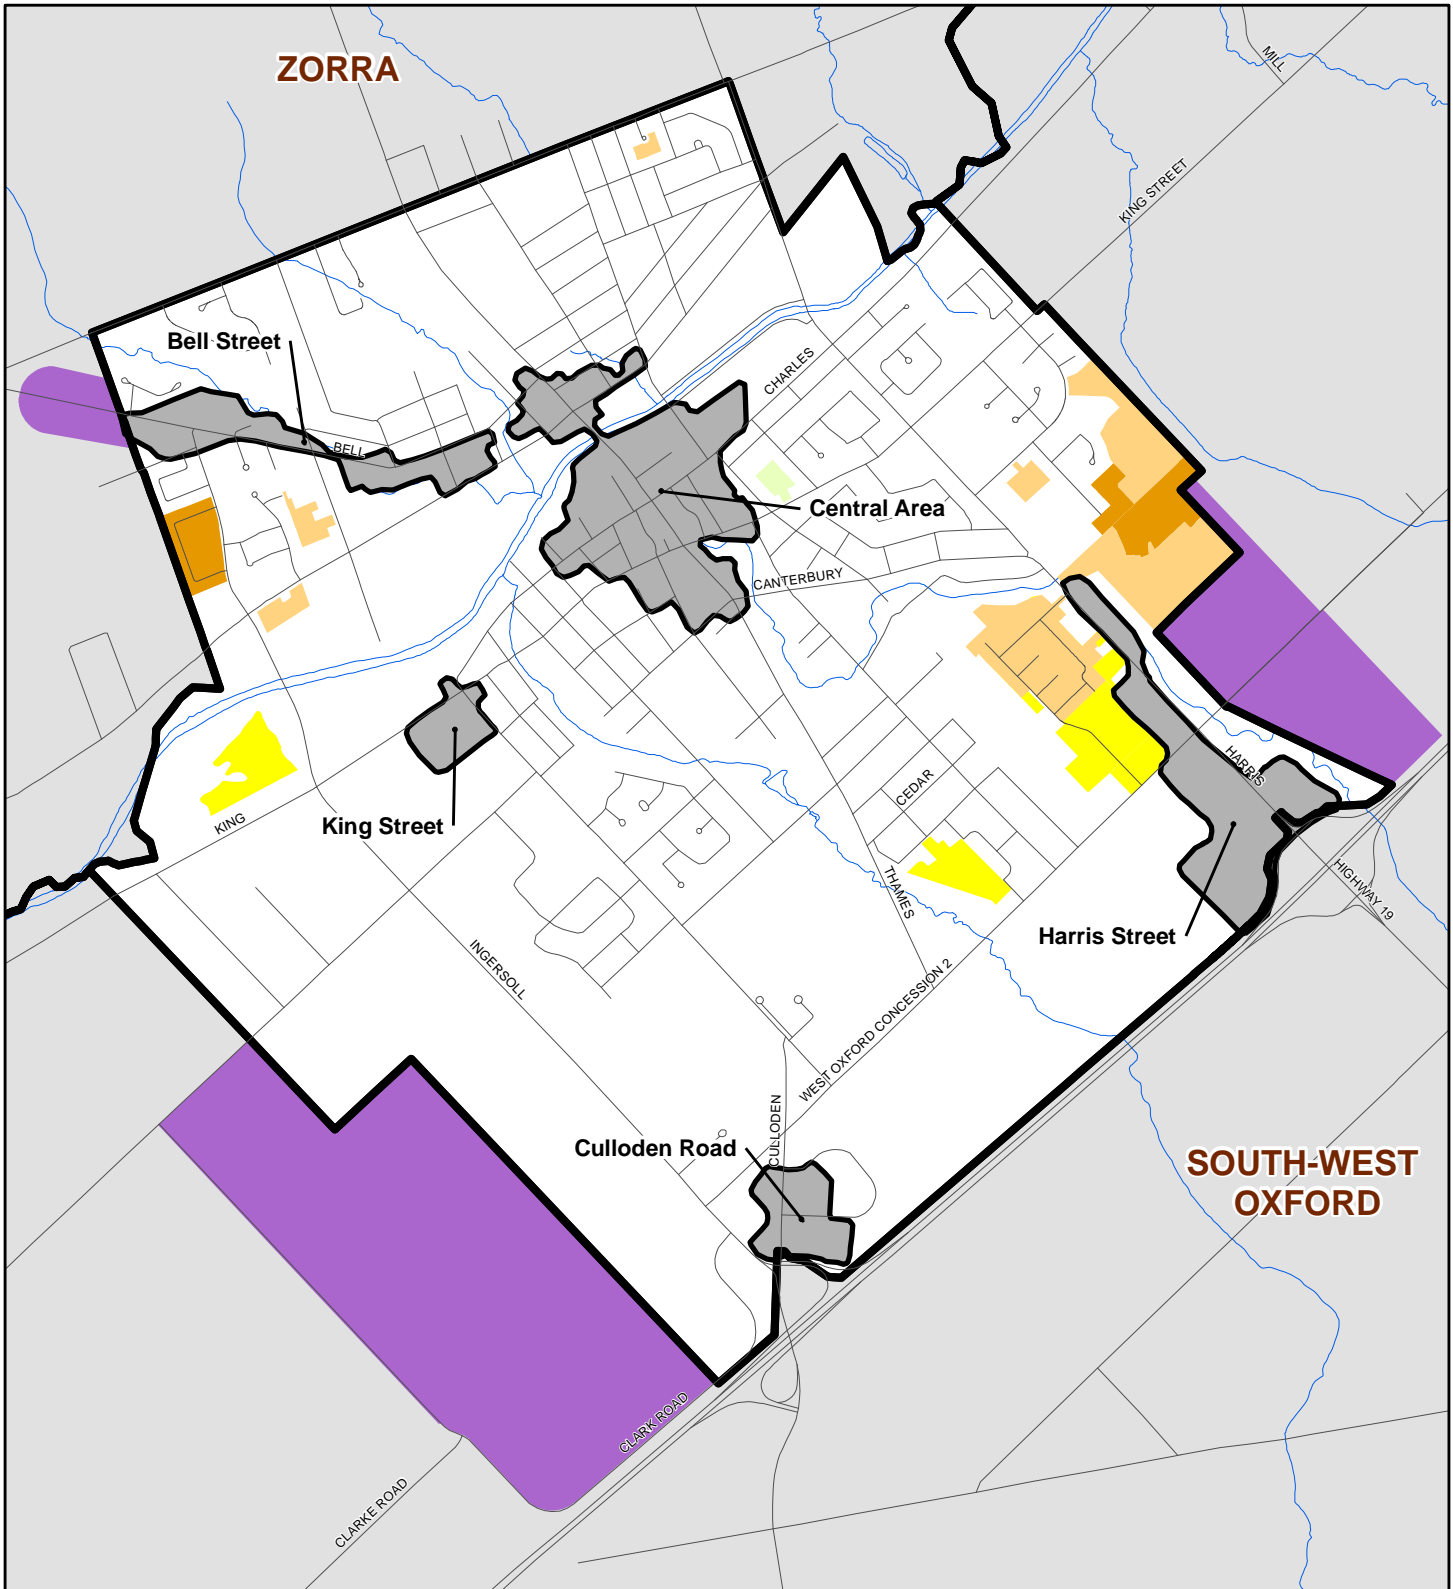 ZORRA
MILL
KING STREET
Bell Street
CHARLES
BELL
Central Area
CANTERBURY
HARRIS
CEDAR
KING
King Street
THAMES
HIGHWAY 19
Harris Street
INGERSOLL
WEST OXFORD CONCESSION 2
CULLODEN
Culloden Road
SOUTH-WEST
OXFORD
CLARK ROAD
CLARKE ROAD